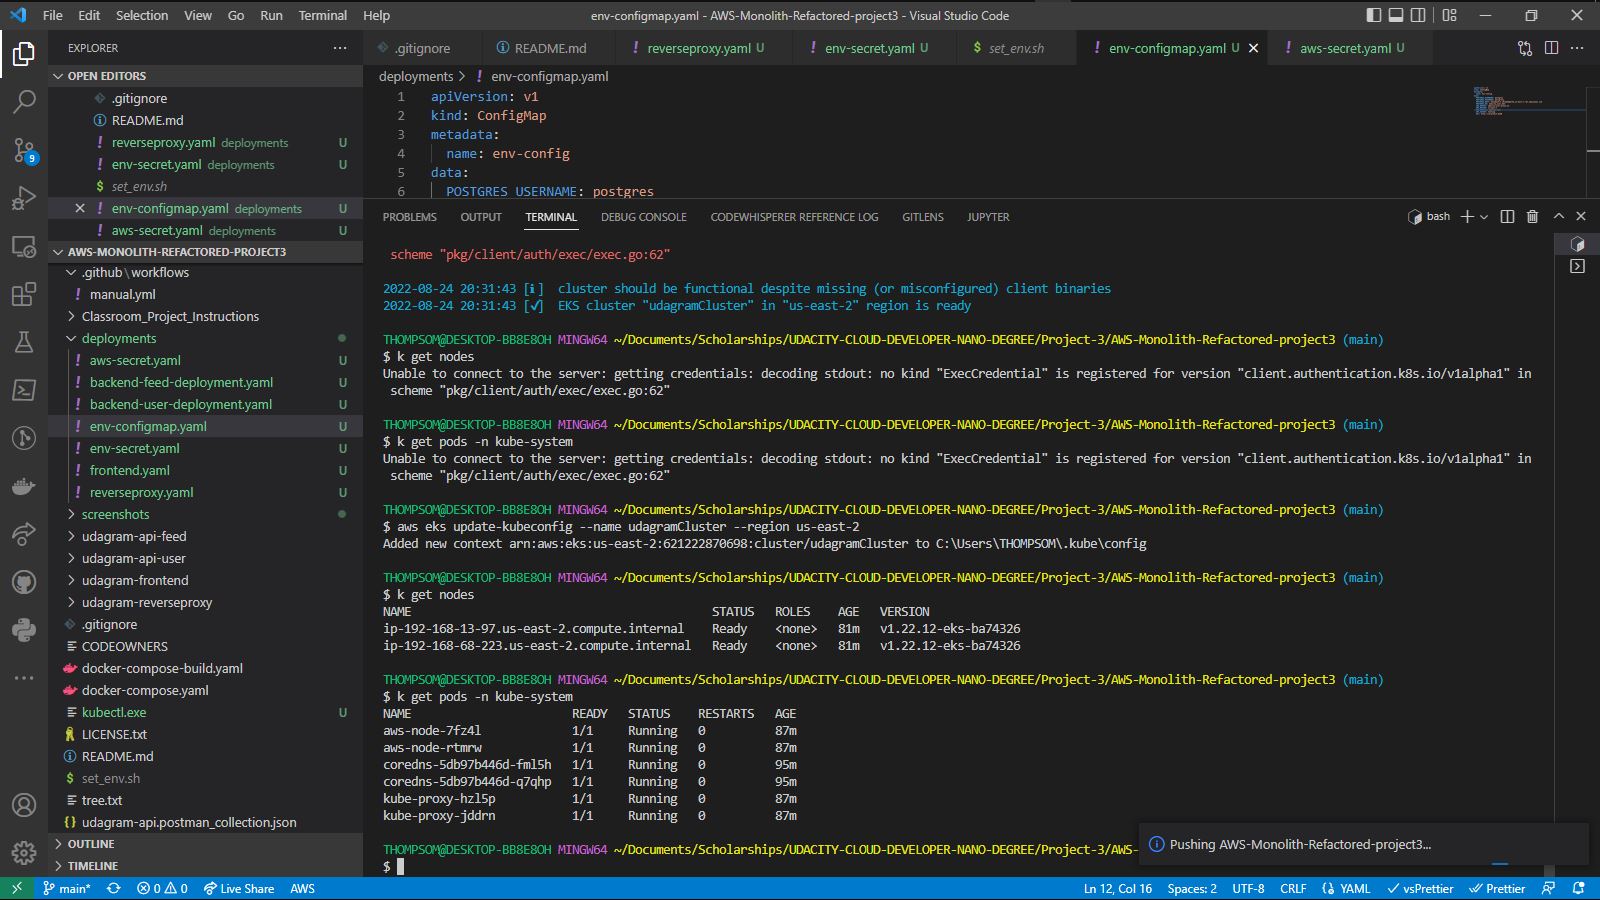 File Edit Selection View Go Run Terminal Help
env-configmap.yaml - AWS-Monolith-Refactored-project3 - Visual Studio Code
EXPLORER
OPEN EDITORS
.gitignore
README.md
reverseproxy.yaml deployments U
env-secret.yaml deployments U
set_env.sh
env-configmap.yaml deployments U
aws-secret.yaml deployments U
AWS-MONOLITH-REFACTORED-PROJECT3
.github\workflows
manual.yml
Classroom_Project_Instructions
deployments
aws-secret.yaml U
backend-feed-deployment.yaml U
backend-user-deployment.yaml U
env-configmap.yaml U
env-secret.yaml U
frontend.yaml U
reverseproxy.yaml U
screenshots
udagram-api-feed
udagram-api-user
udagram-frontend
udagram-reverseproxy
.gitignore
CODEOWNERS
docker-compose-build.yaml
docker-compose.yaml
kubectl.exe U
LICENSE.txt
README.md
set_env.sh
tree.txt
udagram-api.postman_collection.json
OUTLINE
TIMELINE
9
.gitignore README.md reverseproxy.yaml U env-secret.yaml U set_env.sh env-configmap.yaml U aws-secret.yaml U
deployments > env-configmap.yaml
1 apiVersion: v1
2 kind: ConfigMap
3 metadata:
4 name: env-config
5 data:
6 POSTGRES_USERNAME: postgres
PROBLEMS OUTPUT TERMINAL DEBUG CONSOLE CODEWHISPERER REFERENCE LOG GITLENS JUPYTER
bash
scheme "pkg/client/auth/exec/exec.go:62"
2022-08-24 20:31:43 [ℹ] cluster should be functional despite missing (or misconfigured) client binaries
2022-08-24 20:31:43 [✔] EKS cluster "udagramCluster" in "us-east-2" region is ready
THOMPSOM@DESKTOP-BB8E8OH MINGW64 ~/Documents/Scholarships/UDACITY-CLOUD-DEVELOPER-NANO-DEGREE/Project-3/AWS-Monolith-Refactored-project3 (main)
$ k get nodes
Unable to connect to the server: getting credentials: decoding stdout: no kind "ExecCredential" is registered for version "client.authentication.k8s.io/v1alpha1" in
scheme "pkg/client/auth/exec/exec.go:62"
THOMPSOM@DESKTOP-BB8E8OH MINGW64 ~/Documents/Scholarships/UDACITY-CLOUD-DEVELOPER-NANO-DEGREE/Project-3/AWS-Monolith-Refactored-project3 (main)
$ k get pods -n kube-system
Unable to connect to the server: getting credentials: decoding stdout: no kind "ExecCredential" is registered for version "client.authentication.k8s.io/v1alpha1" in
scheme "pkg/client/auth/exec/exec.go:62"
THOMPSOM@DESKTOP-BB8E8OH MINGW64 ~/Documents/Scholarships/UDACITY-CLOUD-DEVELOPER-NANO-DEGREE/Project-3/AWS-Monolith-Refactored-project3 (main)
$ aws eks update-kubeconfig --name udagramCluster --region us-east-2
Added new context arn:aws:eks:us-east-2:621222870698:cluster/udagramCluster to C:\Users\THOMPSOM\.kube\config
THOMPSOM@DESKTOP-BB8E8OH MINGW64 ~/Documents/Scholarships/UDACITY-CLOUD-DEVELOPER-NANO-DEGREE/Project-3/AWS-Monolith-Refactored-project3 (main)
$ k get nodes
NAME STATUS ROLES AGE VERSION
ip-192-168-13-97.us-east-2.compute.internal Ready <none> 81m v1.22.12-eks-ba74326
ip-192-168-68-223.us-east-2.compute.internal Ready <none> 81m v1.22.12-eks-ba74326
THOMPSOM@DESKTOP-BB8E8OH MINGW64 ~/Documents/Scholarships/UDACITY-CLOUD-DEVELOPER-NANO-DEGREE/Project-3/AWS-Monolith-Refactored-project3 (main)
$ k get pods -n kube-system
NAME READY STATUS RESTARTS AGE
aws-node-7fz4l 1/1 Running 0 87m
aws-node-rtmrw 1/1 Running 0 87m
coredns-5db97b446d-fml5h 1/1 Running 0 95m
coredns-5db97b446d-q7qhp 1/1 Running 0 95m
kube-proxy-hzl5p 1/1 Running 0 87m
kube-proxy-jddrn 1/1 Running 0 87m
THOMPSOM@DESKTOP-BB8E8OH MINGW64 ~/Documents/Scholarships/UDACITY-CLOUD-DEVELOPER-NANO-DEGREE/Project-3/AWS-
$
Pushing AWS-Monolith-Refactored-project3...
main* 0 0 Live Share AWS
Ln 12, Col 16 Spaces: 2 UTF-8 CRLF YAML vsPrettier Prettier